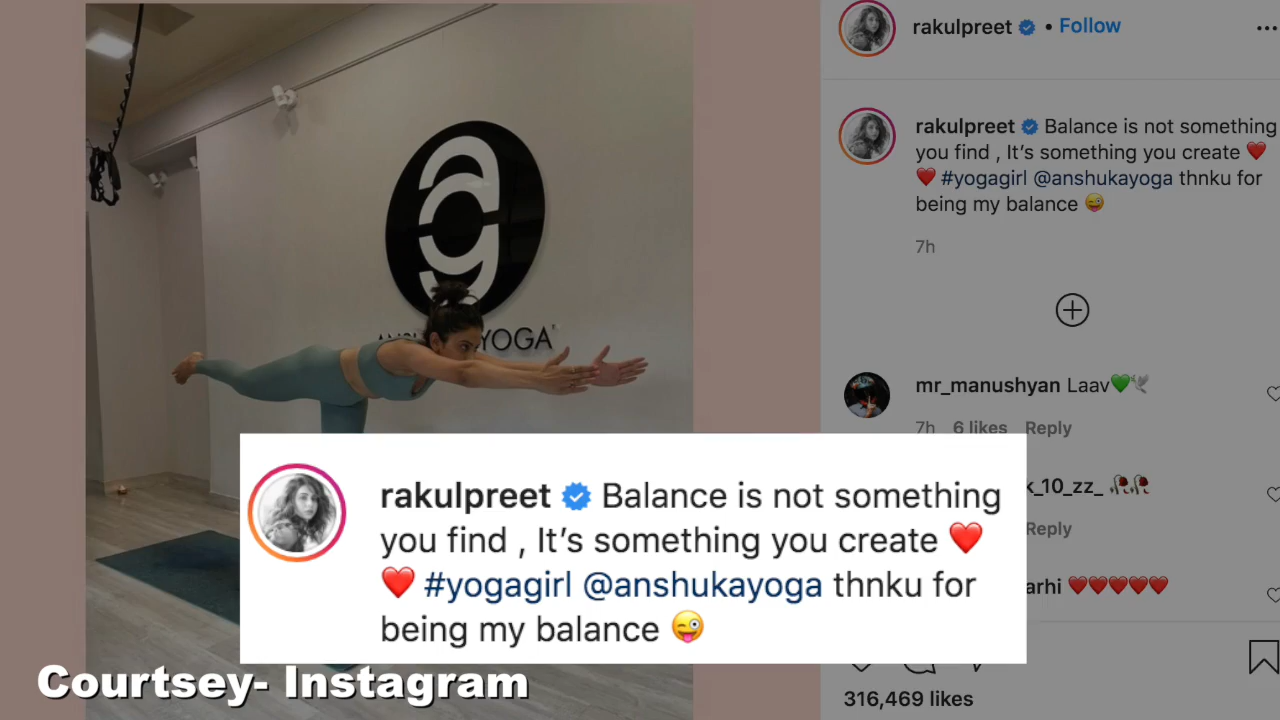 rakulpreet • Follow
rakulpreet Balance is not something
you find , It's something you create ❤️
❤️ #yogagirl @anshukayoga thnku for
being my balance 😜
7h
mr_manushyan Laav💚🕊
7h 6 likes Reply
k_10_zz_ 🥀🥀
Reply
arhi ❤️❤️❤️❤️❤️
316,469 likes
YOGA
rakulpreet Balance is not something
you find , It's something you create ❤️
❤️ #yogagirl @anshukayoga thnku for
being my balance 😜
Courtsey- Instagram